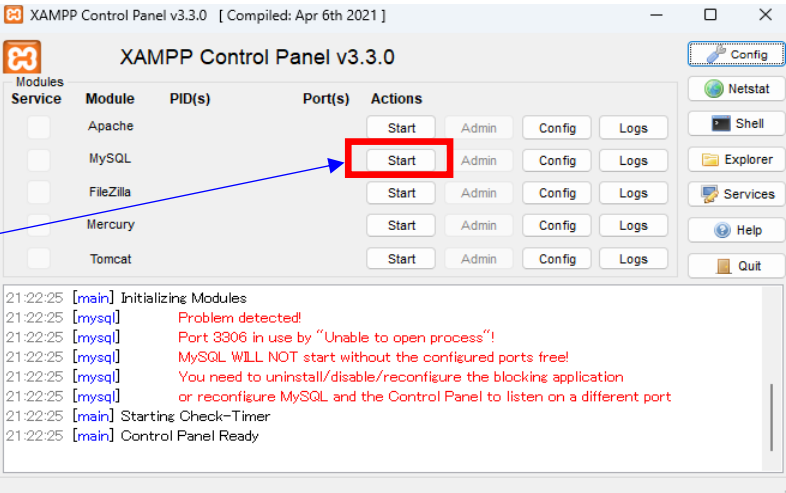 XAMPP Control Panel v3.3.0 [ Compiled: Apr 6th 2021 ]
XAMPP Control Panel v3.3.0
Config
Modules
Service Module PID(s) Port(s) Actions
Netstat
Apache Start Admin Config Logs
Shell
MySQL Start Admin Config Logs
Explorer
FileZilla Start Admin Config Logs
Services
Mercury Start Admin Config Logs
Help
Tomcat Start Admin Config Logs
Quit
21:22:25 [main] Initializing Modules
21:22:25 [mysql] Problem detected!
21:22:25 [mysql] Port 3306 in use by "Unable to open process"!
21:22:25 [mysql] MySQL WILL NOT start without the configured ports free!
21:22:25 [mysql] You need to uninstall/disable/reconfigure the blocking application
21:22:25 [mysql] or reconfigure MySQL and the Control Panel to listen on a different port
21:22:25 [main] Starting Check-Timer
21:22:25 [main] Control Panel Ready